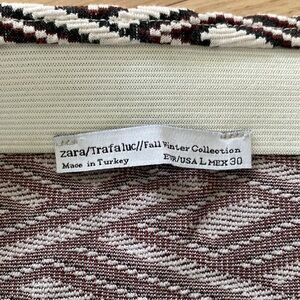 Zara/Trafaluc//Fall Winter Collection
Made in Turkey EUR/USA L MEX 30